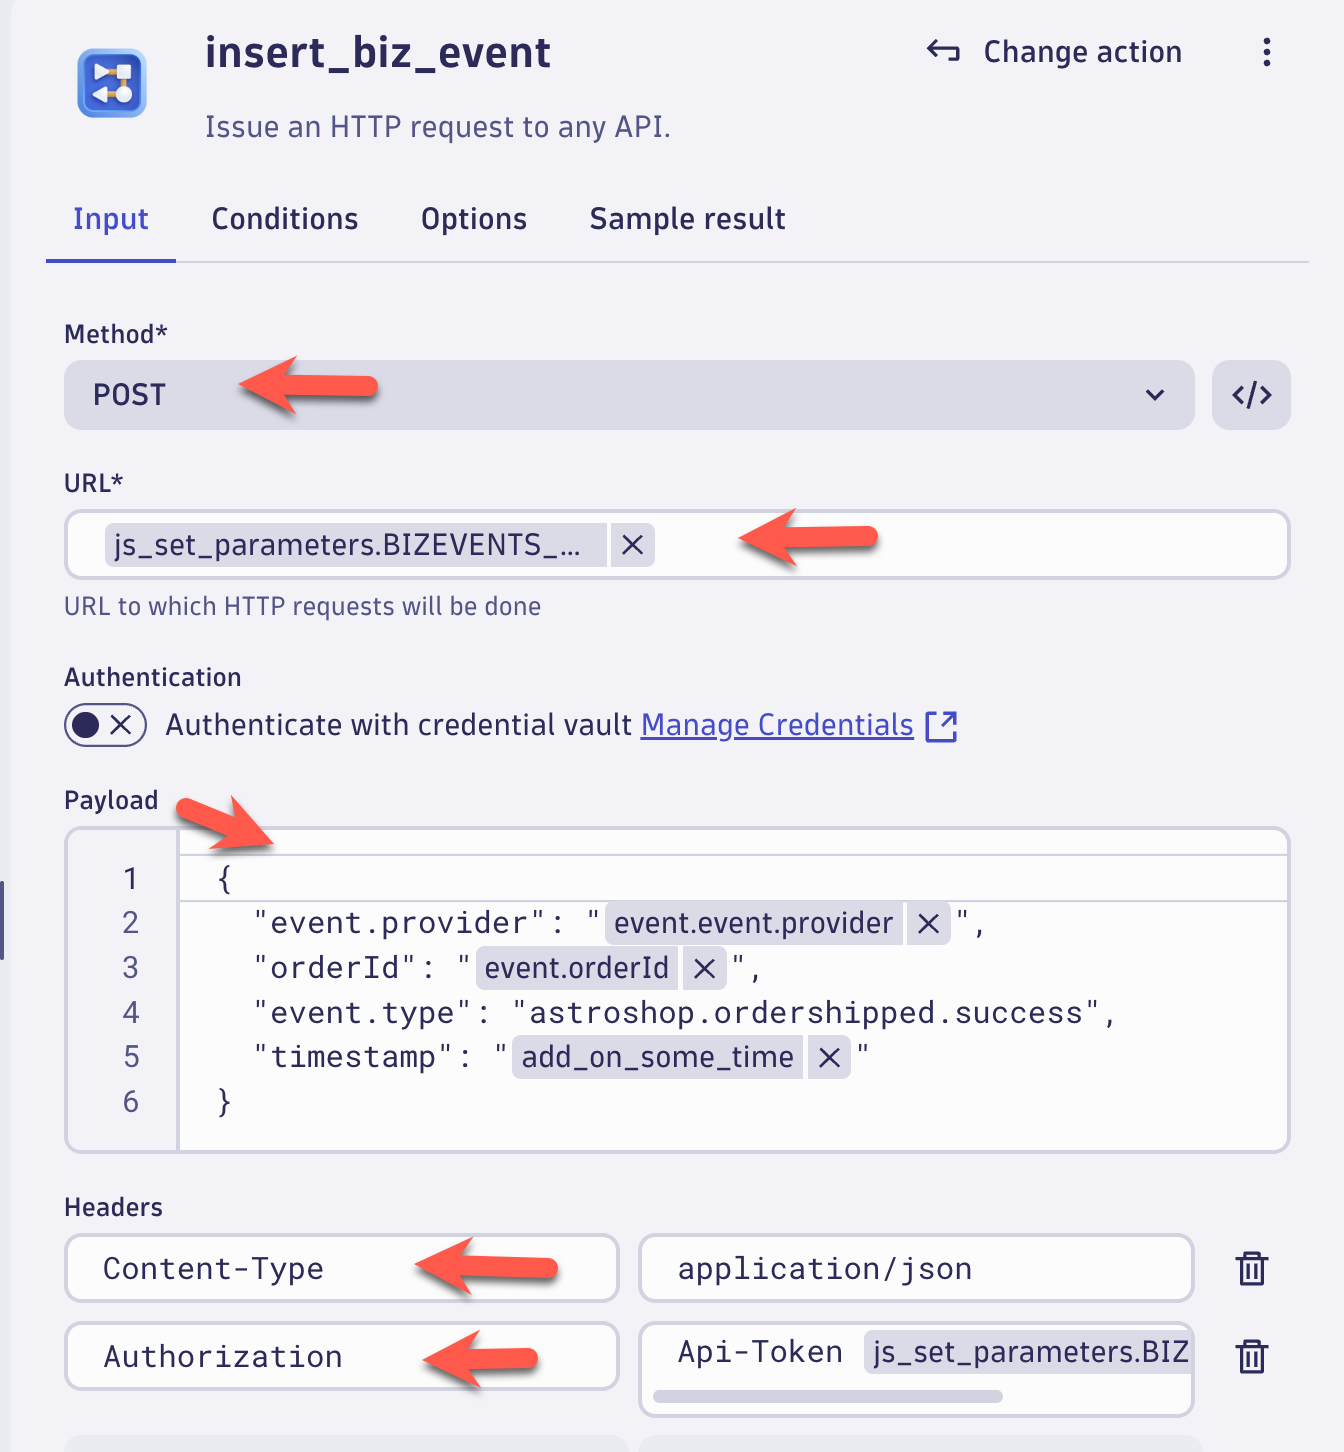 insert_biz_event
Change action
Issue an HTTP request to any API.
Input Conditions Options Sample result
Method*
POST
URL*
js_set_parameters.BIZEVENTS_...
URL to which HTTP requests will be done
Authentication
Authenticate with credential vault Manage Credentials
Payload
1 {
2 "event.provider": "event.event.provider",
3 "orderId": "event.orderId",
4 "event.type": "astroshop.ordershipped.success",
5 "timestamp": "add_on_some_time"
6 }
Headers
Content-Type application/json
Authorization Api-Token js_set_parameters.BIZ